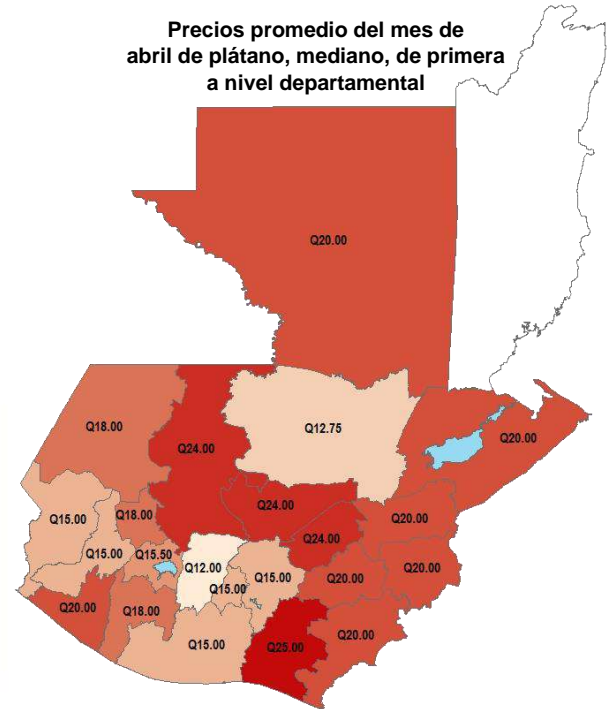 Precios promedio del mes de
abril de plátano, mediano, de primera
a nivel departamental
Q20.00
Q18.00
Q24.00
Q12.75
Q20.00
Q15.00
Q18.00
Q24.00
Q20.00
Q15.00
Q15.50
Q24.00
Q12.00
Q15.00
Q15.00
Q20.00
Q20.00
Q20.00
Q18.00
Q15.00
Q25.00
Q20.00